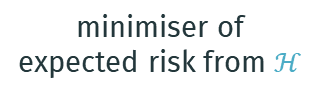 minimiser of
expected risk from ℋ